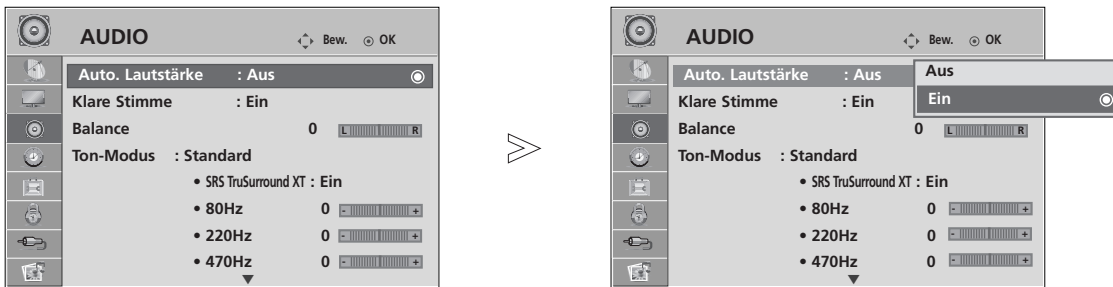 AUDIO Bew. OK
Auto. Lautstärke : Aus
Klare Stimme : Ein
Balance 0 L R
Ton-Modus : Standard
• SRS TruSurround XT : Ein
• 80Hz 0 - +
• 220Hz 0 - +
• 470Hz 0 - +
AUDIO Bew. OK
Auto. Lautstärke : Aus
Aus
Ein
Klare Stimme : Ein
Balance 0 L R
Ton-Modus : Standard
• SRS TruSurround XT : Ein
• 80Hz 0 - +
• 220Hz 0 - +
• 470Hz 0 - +